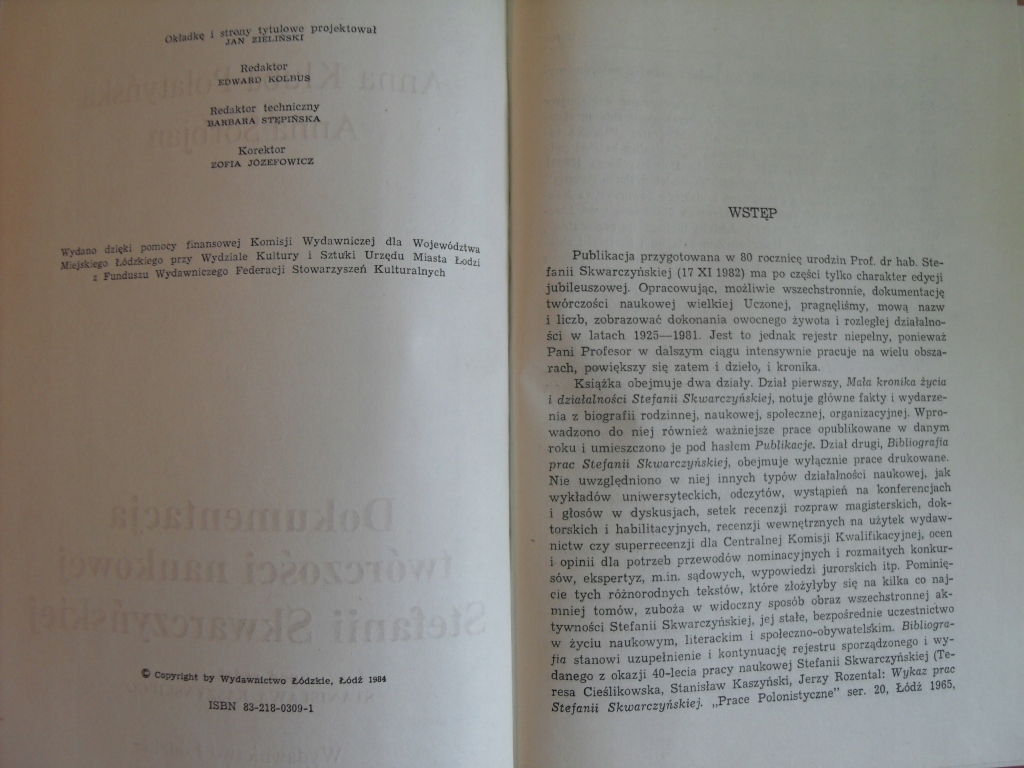 Okładkę i strony tytułowe projektował
JAN ZIELIŃSKI
Redaktor
EDWARD KOLBUS
Redaktor techniczny
BARBARA STĘPIŃSKA
Korektor
ZOFIA JÓZEFOWICZ
Wydano dzięki pomocy finansowej Komisji Wydawniczej dla Województwa
Miejskiego Łódzkiego przy Wydziale Kultury i Sztuki Urzędu Miasta Łodzi
z Funduszu Wydawniczego Federacji Stowarzyszeń Kulturalnych
Dokumentacja
twórczości naukowej
Stefanii Skwarczyńskiej
© Copyright by Wydawnictwo Łódzkie, Łódź 1984
ISBN 83-218-0309-1
WSTĘP
Publikacja przygotowana w 80 rocznicę urodzin Prof. dr hab. Ste-
fanii Skwarczyńskiej (17 XI 1982) ma po części tylko charakter edycji
jubileuszowej. Opracowując, możliwie wszechstronnie, dokumentację
twórczości naukowej wielkiej Uczonej, pragnęliśmy, mową nazw
i liczb, zobrazować dokonania owocnego żywota i rozległej działalno-
ści w latach 1925—1981. Jest to jednak rejestr niepełny, ponieważ
Pani Profesor w dalszym ciągu intensywnie pracuje na wielu obsza-
rach, powiększy się zatem i dzieło, i kronika.
Książka obejmuje dwa działy. Dział pierwszy, Mała kronika życia
i działalności Stefanii Skwarczyńskiej, notuje główne fakty i wydarze-
nia z biografii rodzinnej, naukowej, społecznej, organizacyjnej. Wpro-
wadzono do niej również ważniejsze prace opublikowane w danym
roku i umieszczono je pod hasłem Publikacje. Dział drugi, Bibliografia
prac Stefanii Skwarczyńskiej, obejmuje wyłącznie prace drukowane.
Nie uwzględniono w niej innych typów działalności naukowej, jak
wykładów uniwersyteckich, odczytów, wystąpień na konferencjach
i głosów w dyskusjach, setek recenzji rozpraw magisterskich, dok-
torskich i habilitacyjnych, recenzji wewnętrznych na użytek wydaw-
nictw czy superrecenzji dla Centralnej Komisji Kwalifikacyjnej, ocen
i opinii dla potrzeb przewodów nominacyjnych i rozmaitych konkur-
sów, ekspertyz, m.in. sądowych, wypowiedzi jurorskich itp. Pominię-
cie tych różnorodnych tekstów, które złożyłyby się na kilka co naj-
mniej tomów, zuboża w widoczny sposób obraz wszechstronnej ak-
tywności Stefanii Skwarczyńskiej, jej stałe, bezpośrednie uczestnictwo
w życiu naukowym, literackim i społeczno-obywatelskim. Bibliogra-
fia stanowi uzupełnienie i kontynuację rejestru sporządzonego i wy-
danego z okazji 40-lecia pracy naukowej Stefanii Skwarczyńskiej (Te-
resa Cieślikowska, Stanisław Kaszyński, Jerzy Rozental: Wykaz prac
Stefanii Skwarczyńskiej. „Prace Polonistyczne" ser. 20, Łódź 1965,